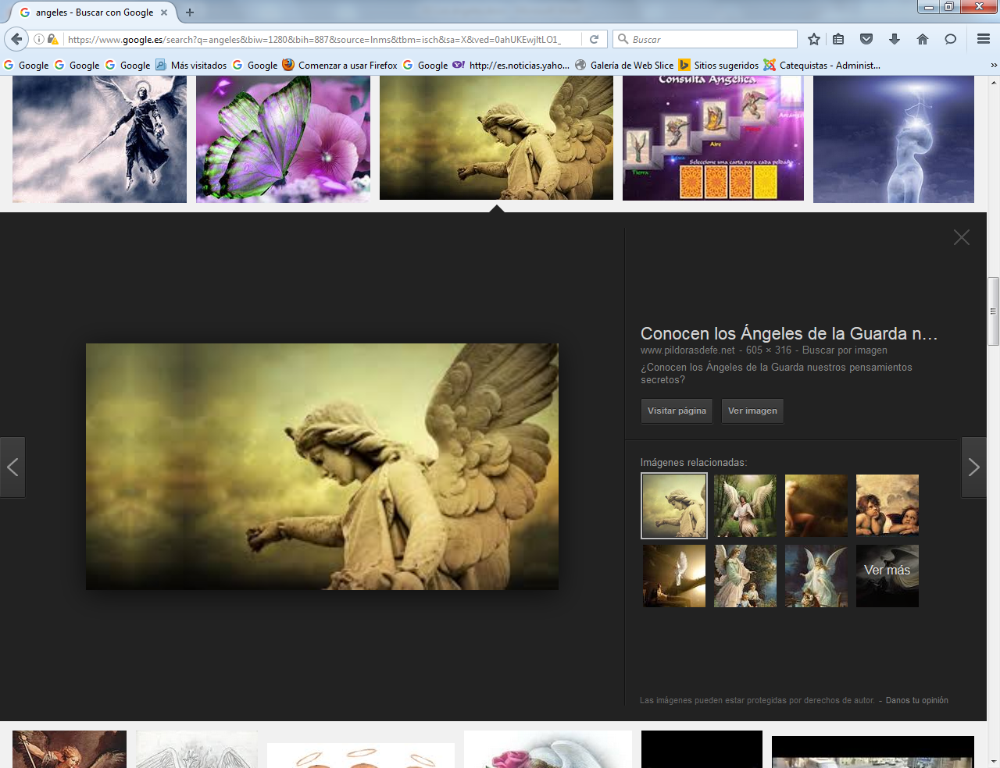 angeles - Buscar con Google
https://www.google.es/search?q=angeles&biw=1280&bih=887&source=lnms&tbm=isch&sa=X&ved=0ahUKEwjltLO1_
Buscar
Google
Google
Google
Más visitados
Google
Comenzar a usar Firefox
Google
http://es.noticias.yaho...
Galería de Web Slice
Sitios sugeridos
Catequistas - Administ...
Consulta Angélica
Aire
Tierra
Seleccione una carta para cada peldaño
Conocen los Ángeles de la Guarda n...
www.pildorasdefe.net - 605 × 316 - Buscar por imagen
¿Conocen los Ángeles de la Guarda nuestros pensamientos
secretos?
Visitar página
Ver imagen
Imágenes relacionadas:
Ver más
Las imágenes pueden estar protegidas por derechos de autor. - Danos tu opinión